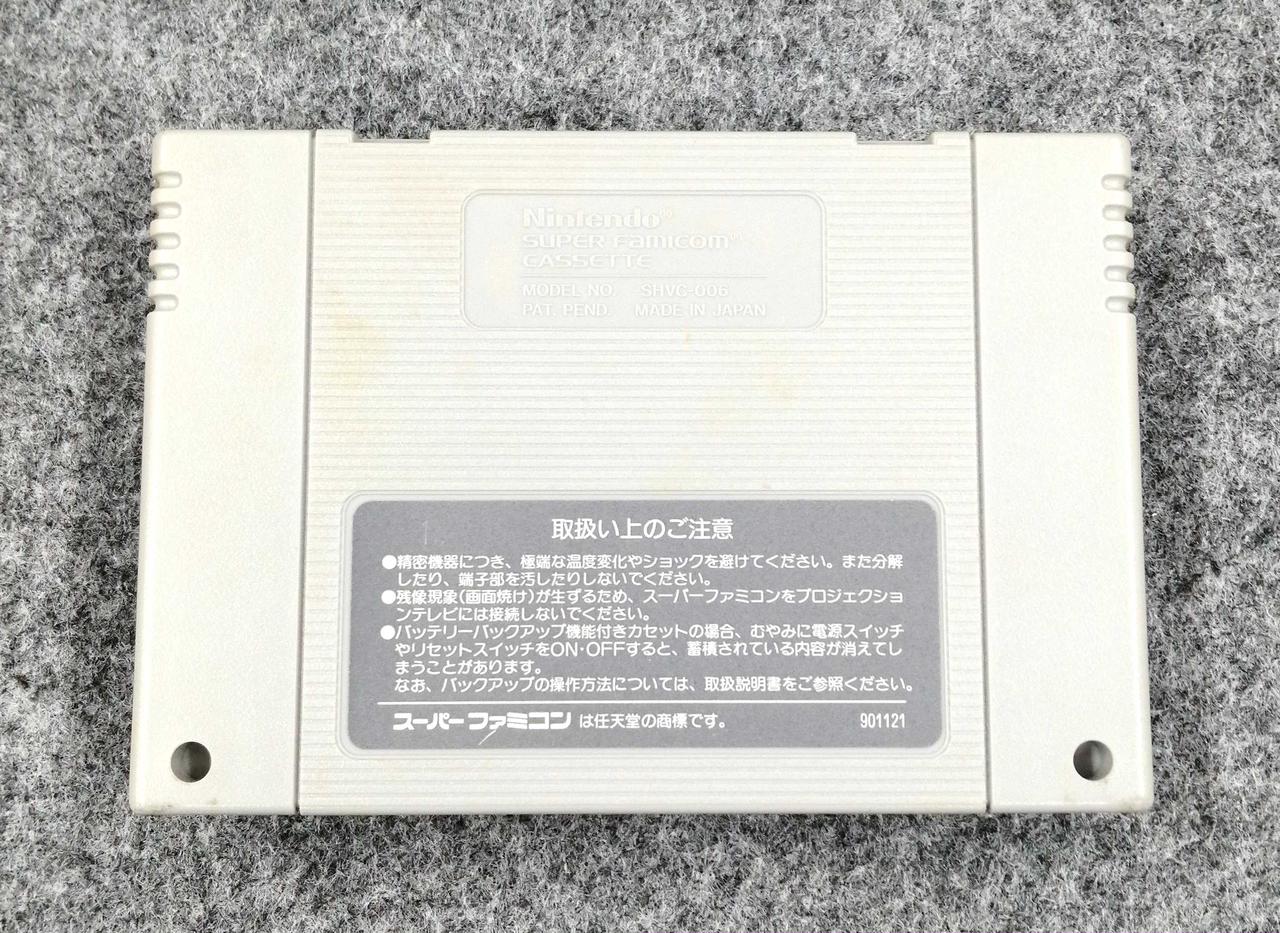 Nintendo®
SUPER FAMICOM®
CASSETTE
MODEL NO. SHVC-006
PAT. PEND. MADE IN JAPAN
取扱い上のご注意
●精密機器につき、極端な温度変化やショックを避けてください。また分解
したり、端子部を汚したりしないでください。
●残像現象(画面焼け)が生ずるため、スーパーファミコンをプロジェクショ
ンテレビには接続しないでください。
●バッテリーバックアップ機能付きカセットの場合、むやみに電源スイッチ
やリセットスイッチをON・OFFすると、蓄積されている内容が消えてし
まうことがあります。
なお、バックアップの操作方法については、取扱説明書をご参照ください。
スーパーファミコン は任天堂の商標です。 901121